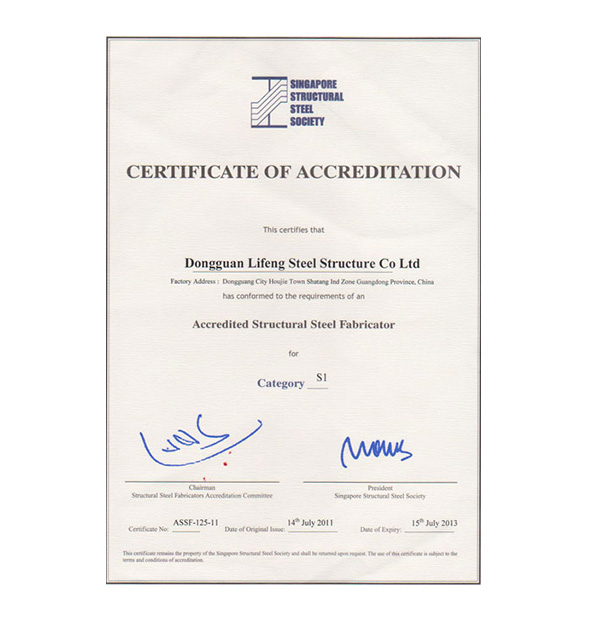 SINGAPORE
STRUCTURAL
STEEL
SOCIETY
CERTIFICATE OF ACCREDITATION
This certifies that
Dongguan Lifeng Steel Structure Co Ltd
Factory Address : Dongguang City Houjie Town Shatang Ind Zone Guangdong Province, China
has conformed to the requirements of an
Accredited Structural Steel Fabricator
for
Category S1
Chairman
Structural Steel Fabricators Accreditation Committee
President
Singapore Structural Steel Society
Certificate No: ASSF-125-11 Date of Original Issue: 14th July 2011 Date of Expiry: 15th July 2013
This certificate remains the property of the Singapore Structural Steel Society and shall be returned upon request. The use of this certificate is subject to the
terms and conditions of accreditation.